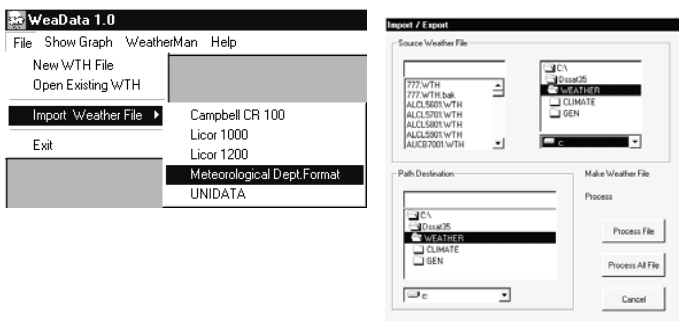 WeaData 1.0
File Show Graph WeatherMan Help
New WTH File
Open Existing WTH
Import Weather File
Exit
Campbell CR 100
Licor 1000
Licor 1200
Meteorological Dept.Format
UNIDATA
Import / Export
Source Weather File
777.WTH
777.WTH.bak
ALCL5601.WTH
ALCL5701.WTH
ALCL5801.WTH
ALCL5901.WTH
AUCB7001.WTH
C:\
Dssat35
WEATHER
CLIMATE
GEN
c:
Path Destination
C:\
Dssat35
WEATHER
CLIMATE
GEN
c:
Make Weather File
Process
Process File
Process All File
Cancel